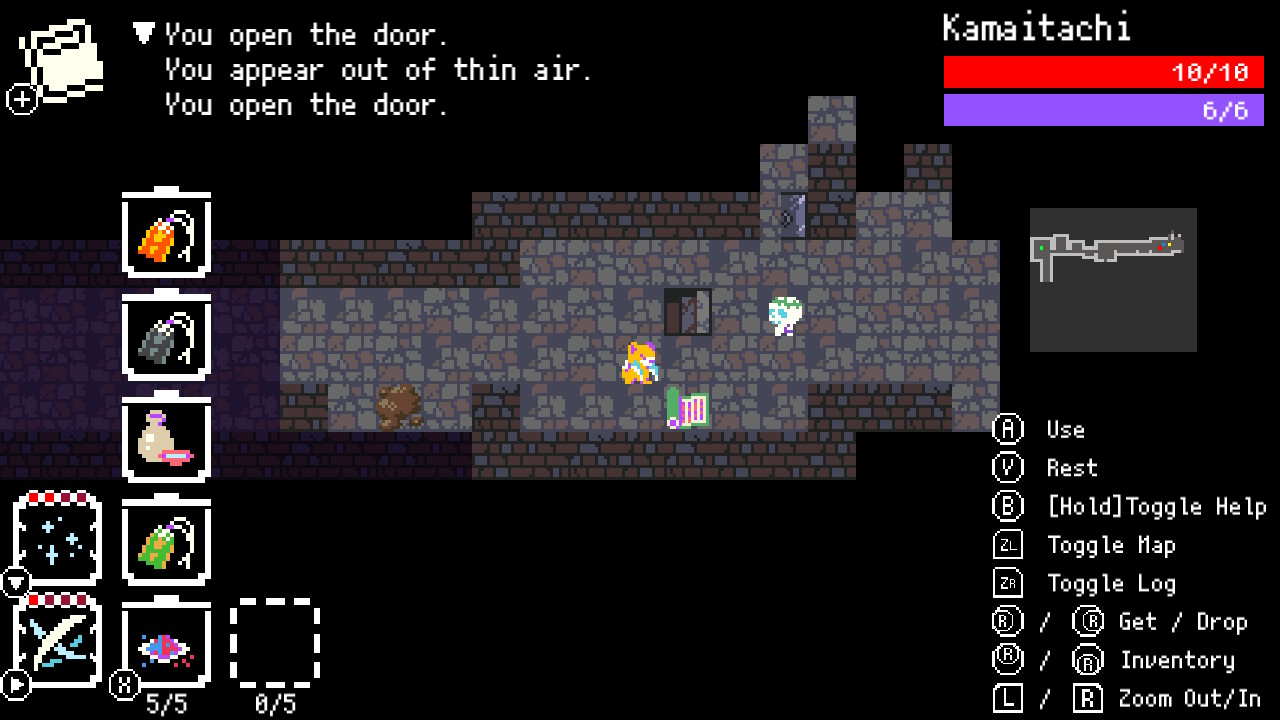 You open the door.
You appear out of thin air.
You open the door.
Kamaitachi
10/10
6/6
A Use
Y Rest
B [Hold]Toggle Help
ZL Toggle Map
ZR Toggle Log
R / R Get / Drop
R / R Inventory
L / R Zoom Out/In
X
5/5
0/5